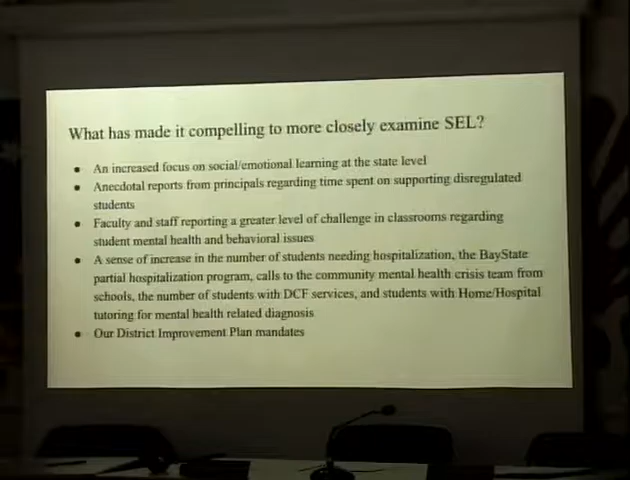 What has made it compelling to more closely examine SEL?
● An increased focus on social/emotional learning at the state level
● Anecdotal reports from principals regarding time spent on supporting disregulated
students
● Faculty and staff reporting a greater level of challenge in classrooms regarding
student mental health and behavioral issues
● A sense of increase in the number of students needing hospitalization, the BayState
partial hospitalization program, calls to the community mental health crisis team from
schools, the number of students with DCF services, and students with Home/Hospital
tutoring for mental health related diagnosis
● Our District Improvement Plan mandates